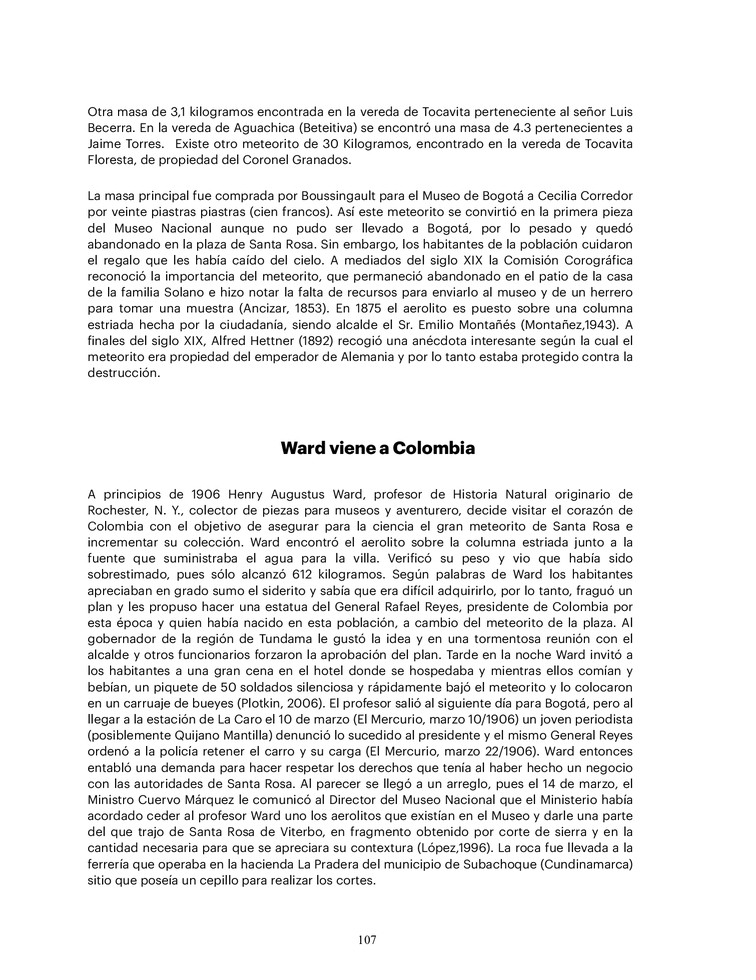 Otra masa de 3,1 kilogramos encontrada en la vereda de Tocavita perteneciente al señor Luis
Becerra. En la vereda de Aguachica (Beteitiva) se encontró una masa de 4.3 pertenecientes a
Jaime Torres. Existe otro meteorito de 30 Kilogramos, encontrado en la vereda de Tocavita
Floresta, de propiedad del Coronel Granados.
La masa principal fue comprada por Boussingault para el Museo de Bogotá a Cecilia Corredor
por veinte piastras piastras (cien francos). Así este meteorito se convirtió en la primera pieza
del Museo Nacional aunque no pudo ser llevado a Bogotá, por lo pesado y quedó
abandonado en la plaza de Santa Rosa. Sin embargo, los habitantes de la población cuidaron
el regalo que les había caído del cielo. A mediados del siglo XIX la Comisión Corográfica
reconoció la importancia del meteorito, que permaneció abandonado en el patio de la casa
de la familia Solano e hizo notar la falta de recursos para enviarlo al museo y de un herrero
para tomar una muestra (Ancizar, 1853). En 1875 el aerolito es puesto sobre una columna
estriada hecha por la ciudadanía, siendo alcalde el Sr. Emilio Montañés (Montañez,1943). A
finales del siglo XIX, Alfred Hettner (1892) recogió una anécdota interesante según la cual el
meteorito era propiedad del emperador de Alemania y por lo tanto estaba protegido contra la
destrucción.
Ward viene a Colombia
A principios de 1906 Henry Augustus Ward, profesor de Historia Natural originario de
Rochester, N. Y., colector de piezas para museos y aventurero, decide visitar el corazón de
Colombia con el objetivo de asegurar para la ciencia el gran meteorito de Santa Rosa e
incrementar su colección. Ward encontró el aerolito sobre la columna estriada junto a la
fuente que suministraba el agua para la villa. Verificó su peso y vio que había sido
sobrestimado, pues sólo alcanzó 612 kilogramos. Según palabras de Ward los habitantes
apreciaban en grado sumo el siderito y sabía que era difícil adquirirlo, por lo tanto, fraguó un
plan y les propuso hacer una estatua del General Rafael Reyes, presidente de Colombia por
esta época y quien había nacido en esta población, a cambio del meteorito de la plaza. Al
gobernador de la región de Tundama le gustó la idea y en una tormentosa reunión con el
alcalde y otros funcionarios forzaron la aprobación del plan. Tarde en la noche Ward invitó a
los habitantes a una gran cena en el hotel donde se hospedaba y mientras ellos comían y
bebían, un piquete de 50 soldados silenciosa y rápidamente bajó el meteorito y lo colocaron
en un carruaje de bueyes (Plotkin, 2006). El profesor salió al siguiente día para Bogotá, pero al
llegar a la estación de La Caro el 10 de marzo (El Mercurio, marzo 10/1906) un joven periodista
(posiblemente Quijano Mantilla) denunció lo sucedido al presidente y el mismo General Reyes
ordenó a la policía retener el carro y su carga (El Mercurio, marzo 22/1906). Ward entonces
entabló una demanda para hacer respetar los derechos que tenía al haber hecho un negocio
con las autoridades de Santa Rosa. Al parecer se llegó a un arreglo, pues el 14 de marzo, el
Ministro Cuervo Márquez le comunicó al Director del Museo Nacional que el Ministerio había
acordado ceder al profesor Ward uno los aerolitos que existían en el Museo y darle una parte
del que trajo de Santa Rosa de Viterbo, en fragmento obtenido por corte de sierra y en la
cantidad necesaria para que se apreciara su contextura (López,1996). La roca fue llevada a la
ferrería que operaba en la hacienda La Pradera del municipio de Subachoque (Cundinamarca)
sitio que poseía un cepillo para realizar los cortes.
107